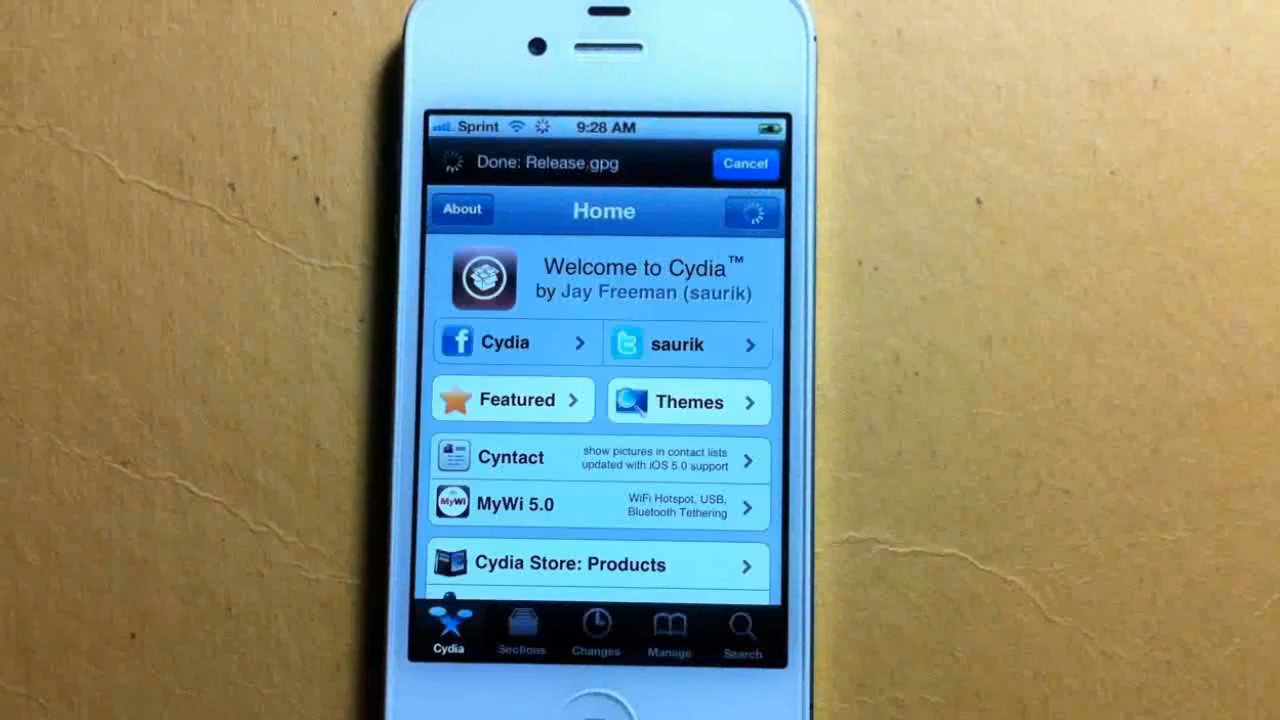 Sprint 9:28 AM
Done: Release.gpg Cancel
About Home
Welcome to Cydia™
by Jay Freeman (saurik)
Cydia saurik
Featured Themes
Cyntact show pictures in contact lists
updated with iOS 5.0 support
MyWi MyWi 5.0 WiFi Hotspot, USB,
Bluetooth Tethering
Cydia Store: Products
Cydia Sections Changes Manage Search